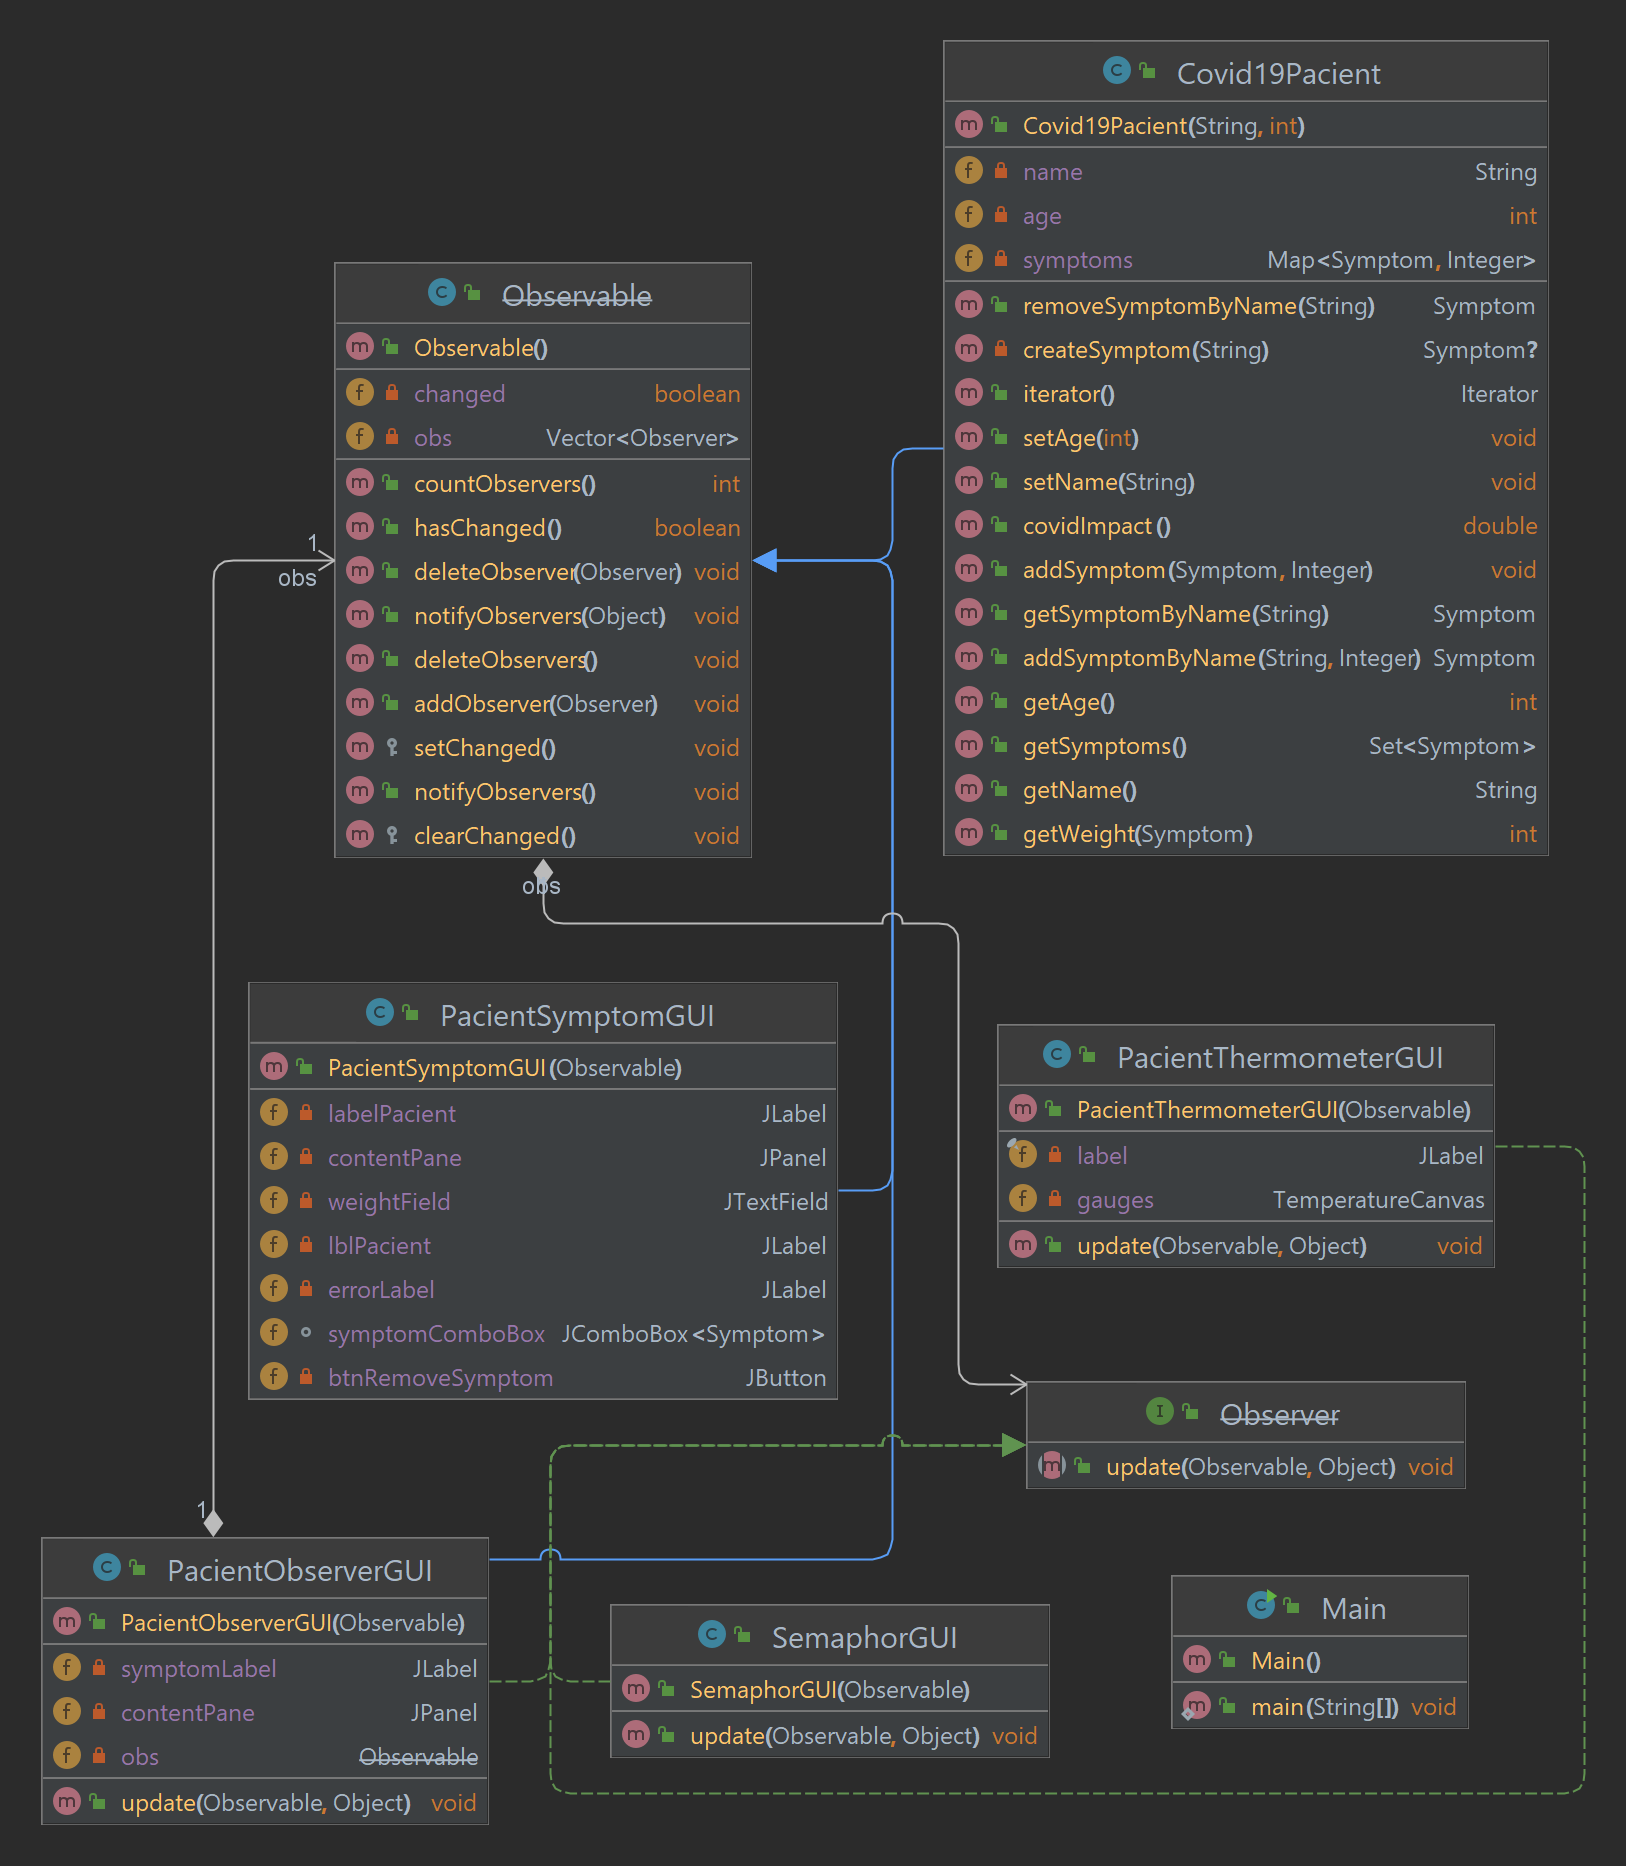 Covid19Pacient
Covid19Pacient(String, int)
name String
age int
symptoms Map<Symptom, Integer>
removeSymptomByName(String) Symptom
createSymptom(String) Symptom?
iterator() Iterator
setAge(int) void
setName(String) void
covidImpact() double
addSymptom(Symptom, Integer) void
getSymptomByName(String) Symptom
addSymptomByName(String, Integer) Symptom
getAge() int
getSymptoms() Set<Symptom>
getName() String
getWeight(Symptom) int
Observable
Observable()
changed boolean
obs Vector<Observer>
countObservers() int
hasChanged() boolean
deleteObserver(Observer) void
notifyObservers(Object) void
deleteObservers() void
addObserver(Observer) void
setChanged() void
notifyObservers() void
clearChanged() void
1
obs
obs
PacientSymptomGUI
PacientSymptomGUI(Observable)
labelPacient JLabel
contentPane JPanel
weightField JTextField
lblPacient JLabel
errorLabel JLabel
symptomComboBox JComboBox<Symptom>
btnRemoveSymptom JButton
PacientThermometerGUI
PacientThermometerGUI(Observable)
label JLabel
gauges TemperatureCanvas
update(Observable, Object) void
Observer
update(Observable, Object) void
1
PacientObserverGUI
PacientObserverGUI(Observable)
symptomLabel JLabel
contentPane JPanel
obs Observable
update(Observable, Object) void
SemaphorGUI
SemaphorGUI(Observable)
update(Observable, Object) void
Main
Main()
main(String[]) void